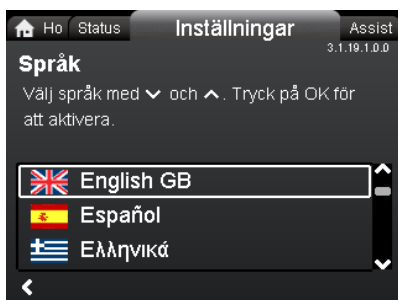 Ho Status Inställningar Assist
3.1.19.1.0.0
Språk
Välj språk med och . Tryck på OK för
att aktivera.
English GB
Español
Ελληνικά